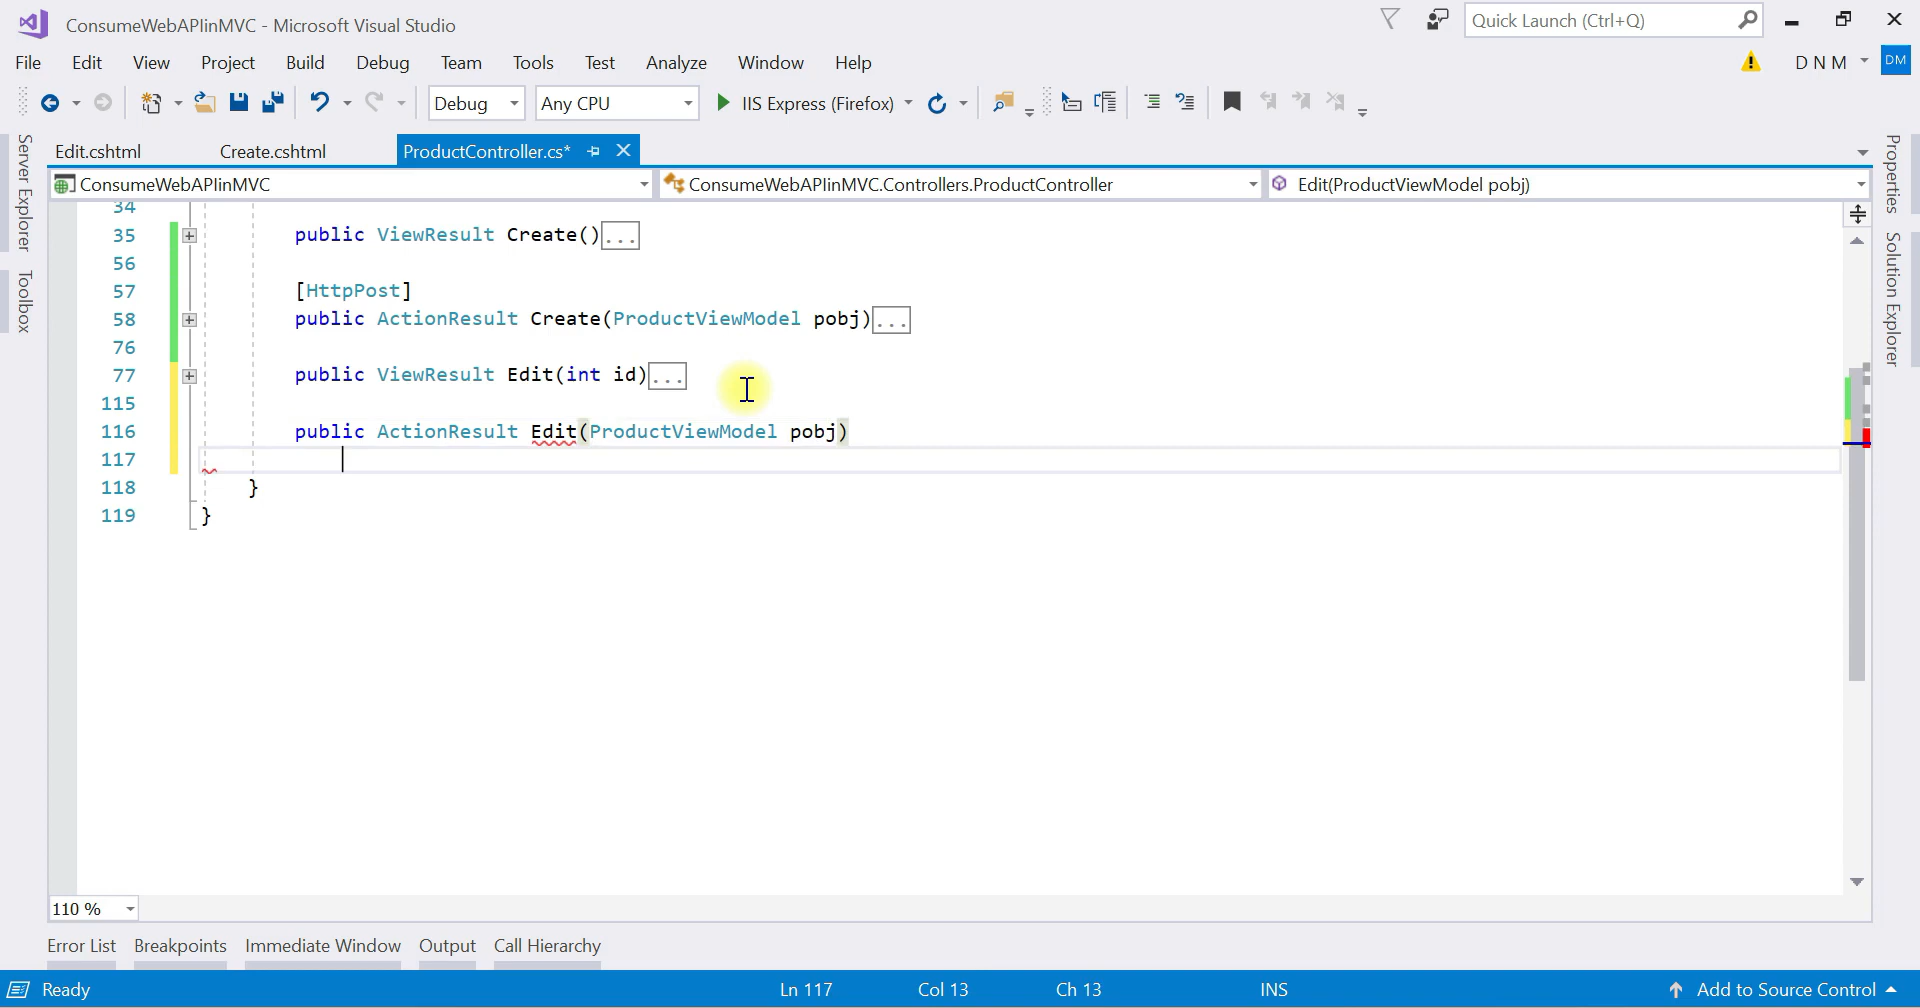 ConsumeWebAPIinMVC - Microsoft Visual Studio
Quick Launch (Ctrl+Q)
File Edit View Project Build Debug Team Tools Test Analyze Window Help
D N M DM
Debug Any CPU IIS Express (Firefox)
Edit.cshtml Create.cshtml ProductController.cs*
ConsumeWebAPIinMVC ConsumeWebAPIinMVC.Controllers.ProductController Edit(ProductViewModel pobj)
Server Explorer
Toolbox
Properties
Solution Explorer
34
35 public ViewResult Create()...
56
57 [HttpPost]
58 public ActionResult Create(ProductViewModel pobj)...
76
77 public ViewResult Edit(int id)...
115
116 public ActionResult Edit(ProductViewModel pobj)
117
118 }
119 }
110 %
Error List Breakpoints Immediate Window Output Call Hierarchy
Ready Ln 117 Col 13 Ch 13 INS Add to Source Control